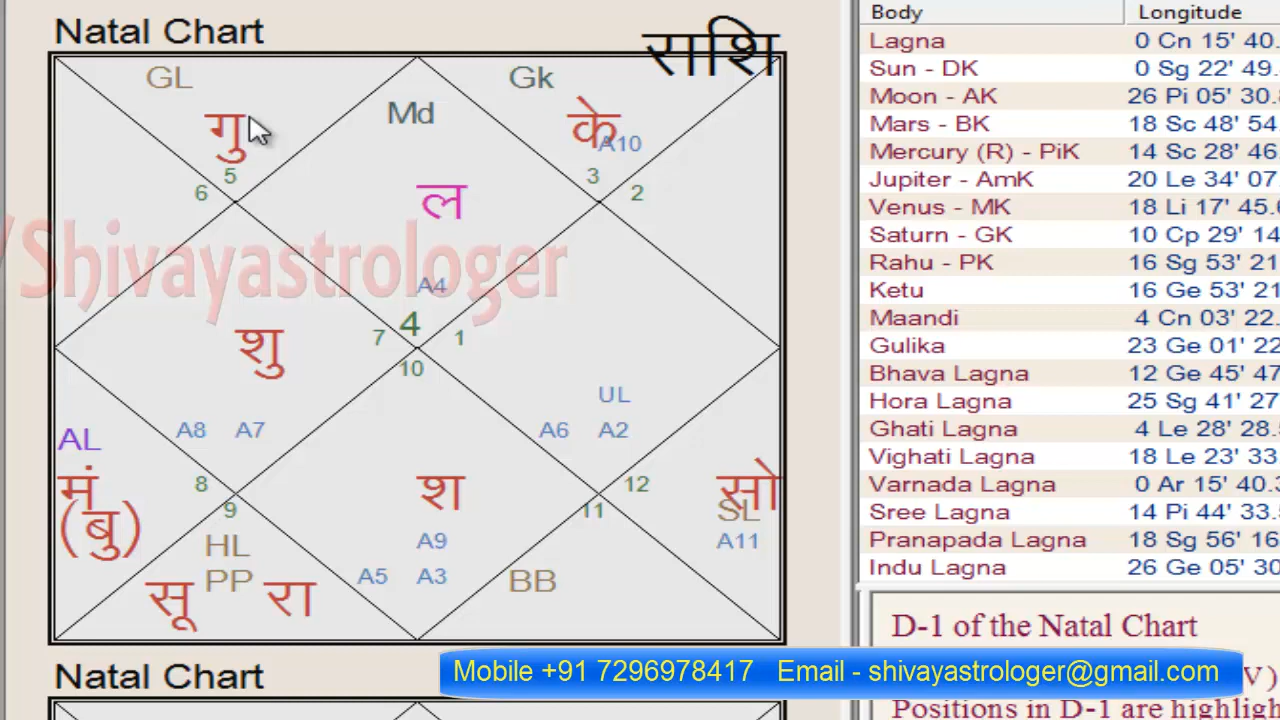 Natal Chart
राशि
GL
Gk
Md
गु
के
A10
5
6
3
2
ल
/Shivayastrologer
A4
4
7
1
10
शु
UL
AL
A8 A7
A6 A2
मं
8
श
12
सो
SL
(बु)
9
11
HL
A9
A11
PP
सू रा
A5 A3
BB
Natal Chart
Body Longitude
Lagna 0 Cn 15' 40.
Sun - DK 0 Sg 22' 49.
Moon - AK 26 Pi 05' 30.
Mars - BK 18 Sc 48' 54
Mercury (R) - PiK 14 Sc 28' 46
Jupiter - AmK 20 Le 34' 07
Venus - MK 18 Li 17' 45.
Saturn - GK 10 Cp 29' 14
Rahu - PK 16 Sg 53' 21
Ketu 16 Ge 53' 21
Maandi 4 Cn 03' 22.
Gulika 23 Ge 01' 22
Bhava Lagna 12 Ge 45' 47
Hora Lagna 25 Sg 41' 27
Ghati Lagna 4 Le 28' 28.
Vighati Lagna 18 Le 23' 33
Varnada Lagna 0 Ar 15' 40.
Sree Lagna 14 Pi 44' 33.
Pranapada Lagna 18 Sg 56' 16
Indu Lagna 26 Ge 05' 30
D-1 of the Natal Chart
V)
Positions in D-1 are highligh
Mobile +91 7296978417 Email - shivayastrologer@gmail.com